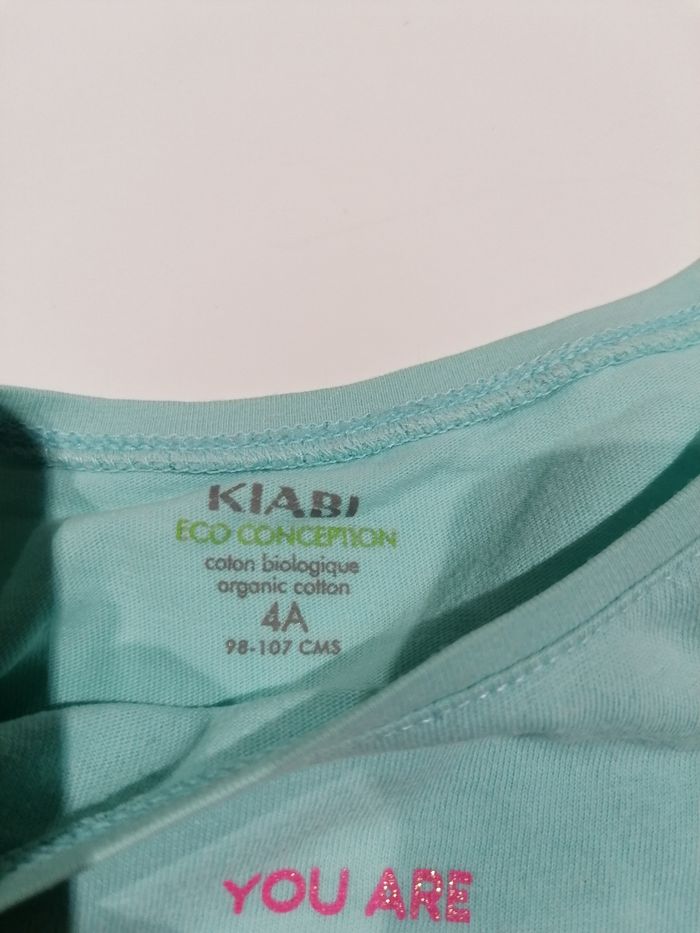 KIABI
ECO CONCEPTION
coton biologique
organic cotton
4A
98-107 CMS
YOU ARE